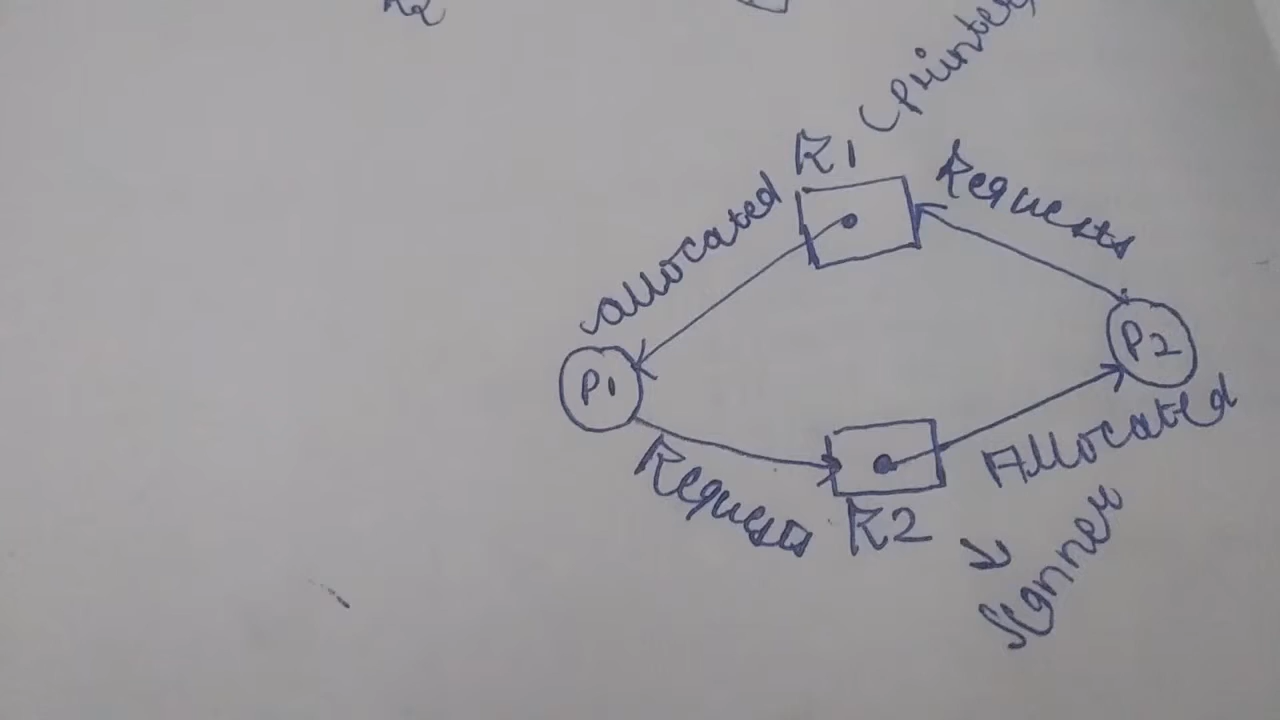 R1 (Printer)
allocated
Requests
P1
P2
Requests
Allocated
R2
Scanner